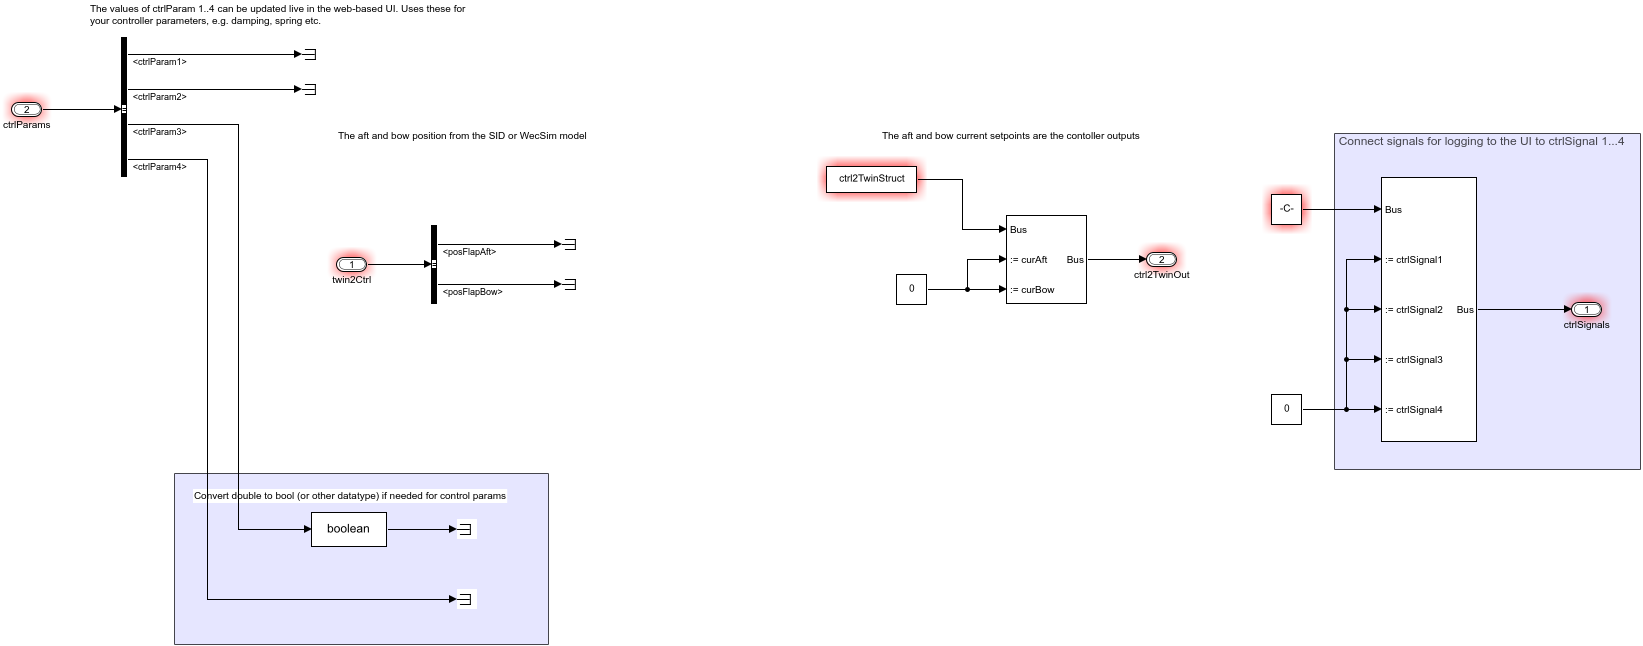 The values of ctrlParam 1..4 can be updated live in the web-based UI. Uses these for
your controller parameters, e.g. damping, spring etc.
<ctrlParam1>
<ctrlParam2>
2
ctrlParams
<ctrlParam3>
<ctrlParam4>
The aft and bow position from the SID or WecSim model
1
twin2Ctrl
<posFlapAft>
<posFlapBow>
Convert double to bool (or other datatype) if needed for control params
boolean
The aft and bow current setpoints are the contoller outputs
ctrl2TwinStruct
Bus
:= curAft
Bus
0
:= curBow
2
ctrl2TwinOut
Connect signals for logging to the UI to ctrlSignal 1...4
-C-
Bus
:= ctrlSignal1
:= ctrlSignal2
Bus
:= ctrlSignal3
0
:= ctrlSignal4
1
ctrlSignals